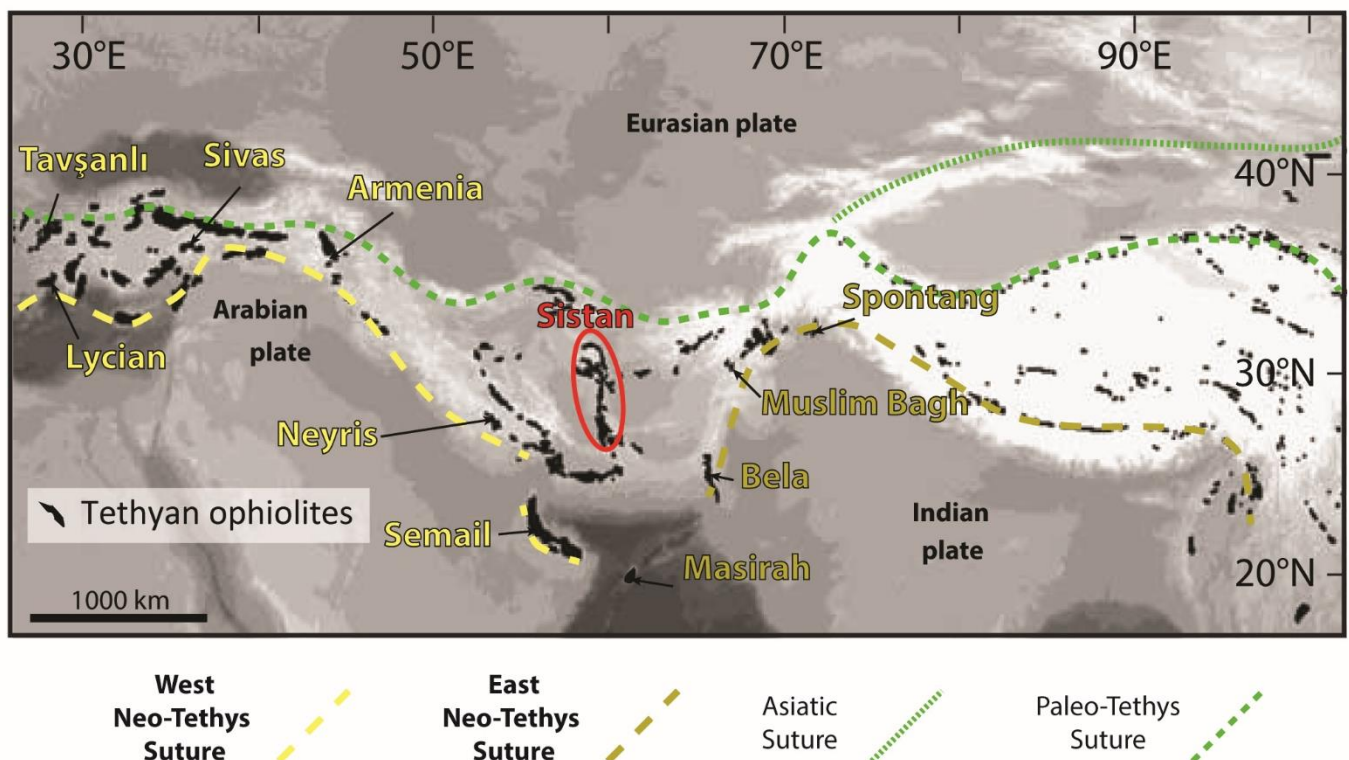 30°E 50°E 70°E 90°E
Eurasian plate
Tavşanlı Sivas
40°N
Armenia
Spontang
Arabian
plate
Sistan
Lycian
30°N
Muslim Bagh
Neyris
Bela
Tethyan ophiolites
Indian
plate
Semail
Masirah
20°N
1000 km
West
Neo-Tethys
Suture
East
Neo-Tethys
Suture
Asiatic
Suture
Paleo-Tethys
Suture